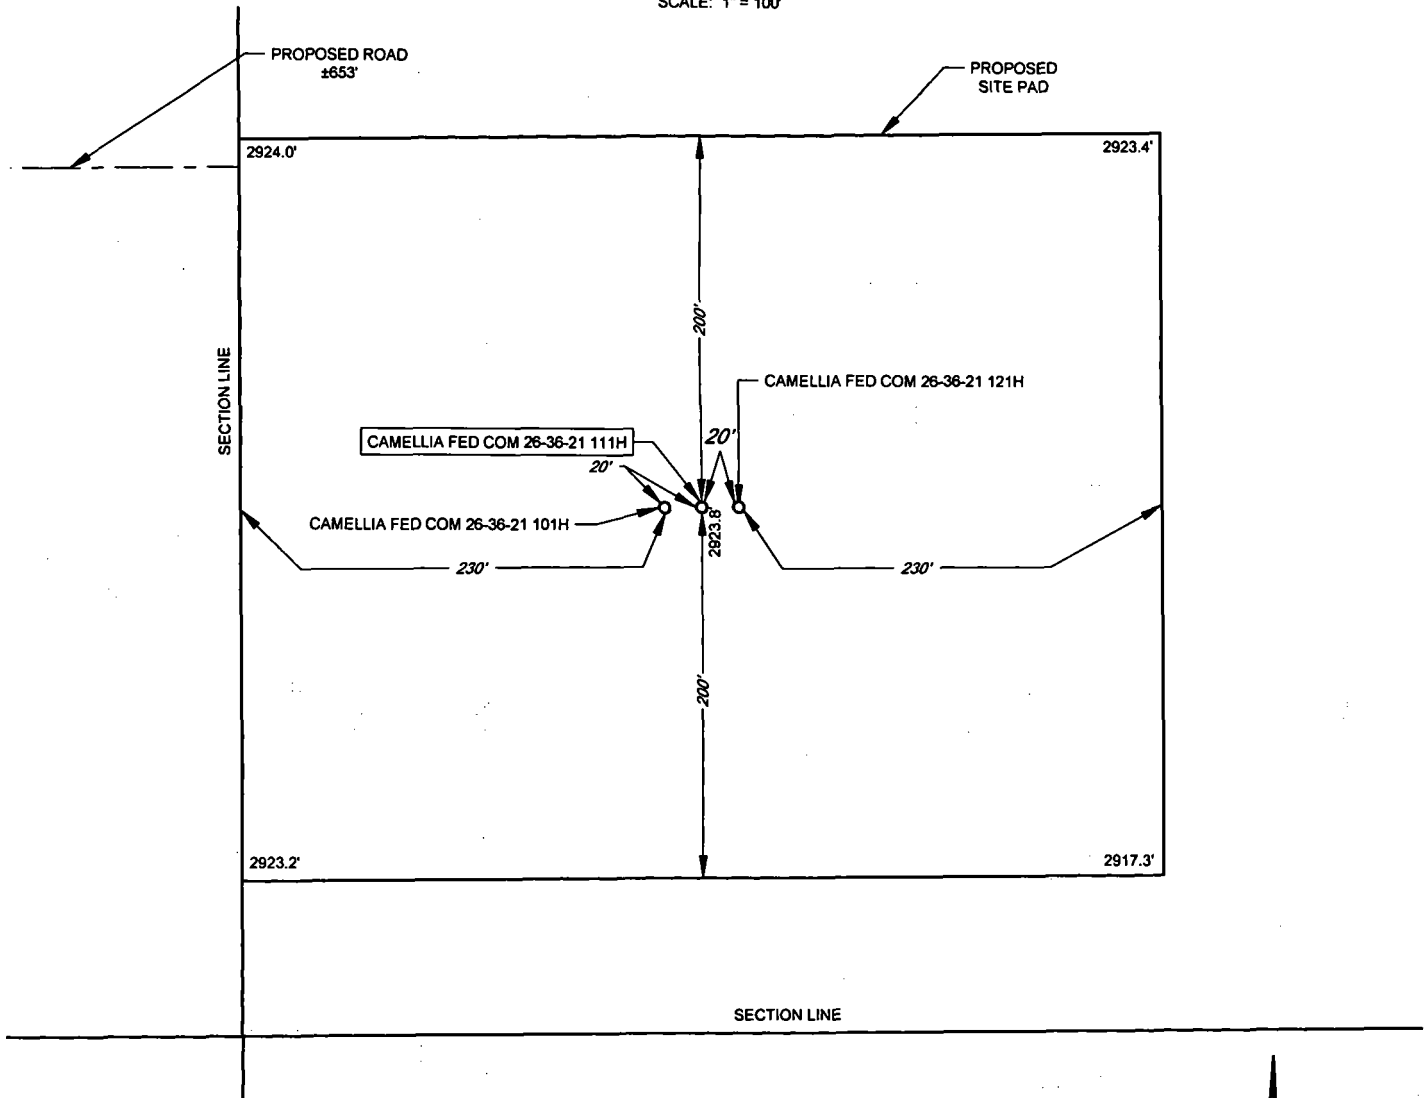 SCALE: 1" = 100'
PROPOSED ROAD
±653'
PROPOSED
SITE PAD
2924.0'
2923.4'
200'
SECTION LINE
CAMELLIA FED COM 26-36-21 121H
CAMELLIA FED COM 26-36-21 111H
20'
20'
CAMELLIA FED COM 26-36-21 101H
2923.8'
230'
230'
200'
2923.2'
2917.3'
SECTION LINE